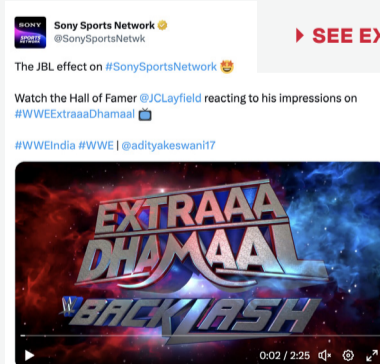 SONY
SPORTS
NETWORK
Sony Sports Network
@SonySportsNetwk
SEE EX
The JBL effect on #SonySportsNetwork 🤩
Watch the Hall of Famer @JCLayfield reacting to his impressions on
#WWEExtraaaDhamaal 📺
#WWEIndia #WWE | @adityakeswani17
EXTRAAA
DHAMAAL
W
BACKLASH
0:02 / 2:25